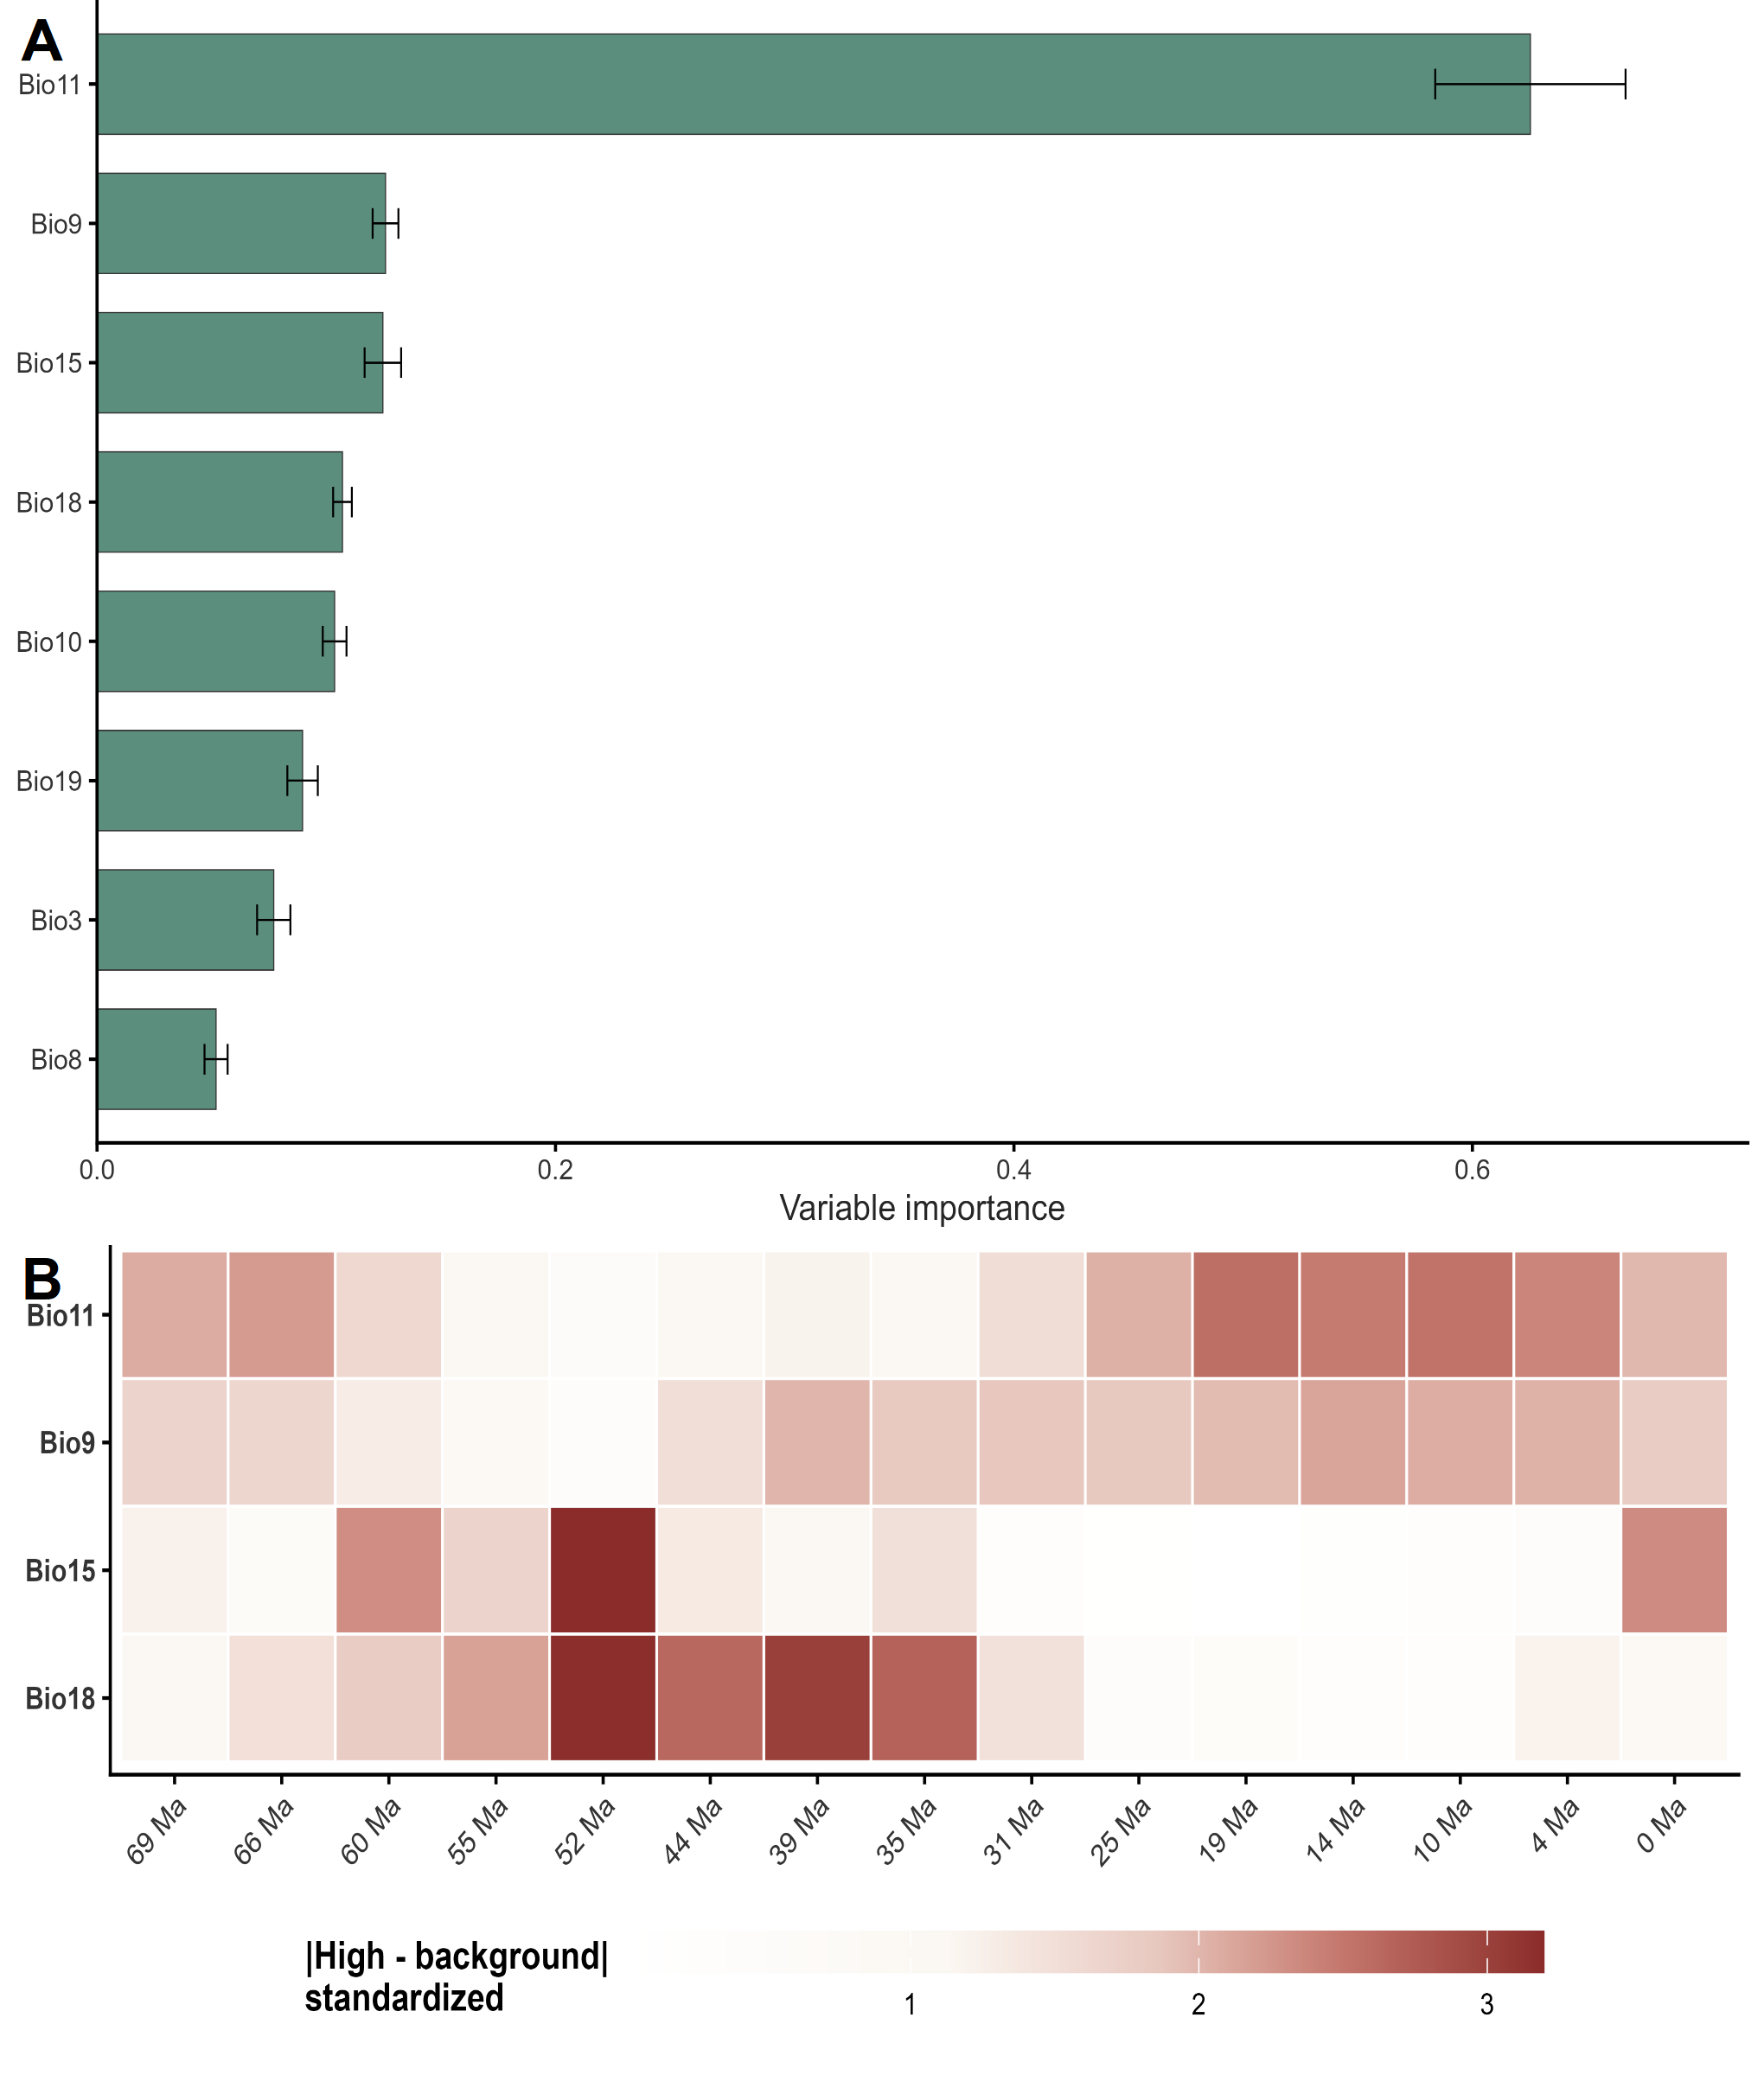 A
Bio11
Bio9
Bio15
Bio18
Bio10
Bio19
Bio3
Bio8
0.0 0.2 0.4 0.6
Variable importance
B
Bio11
Bio9
Bio15
Bio18
69 Ma 66 Ma 60 Ma 55 Ma 52 Ma 44 Ma 39 Ma 35 Ma 31 Ma 25 Ma 19 Ma 14 Ma 10 Ma 4 Ma 0 Ma
|High - background|
standardized
1 2 3